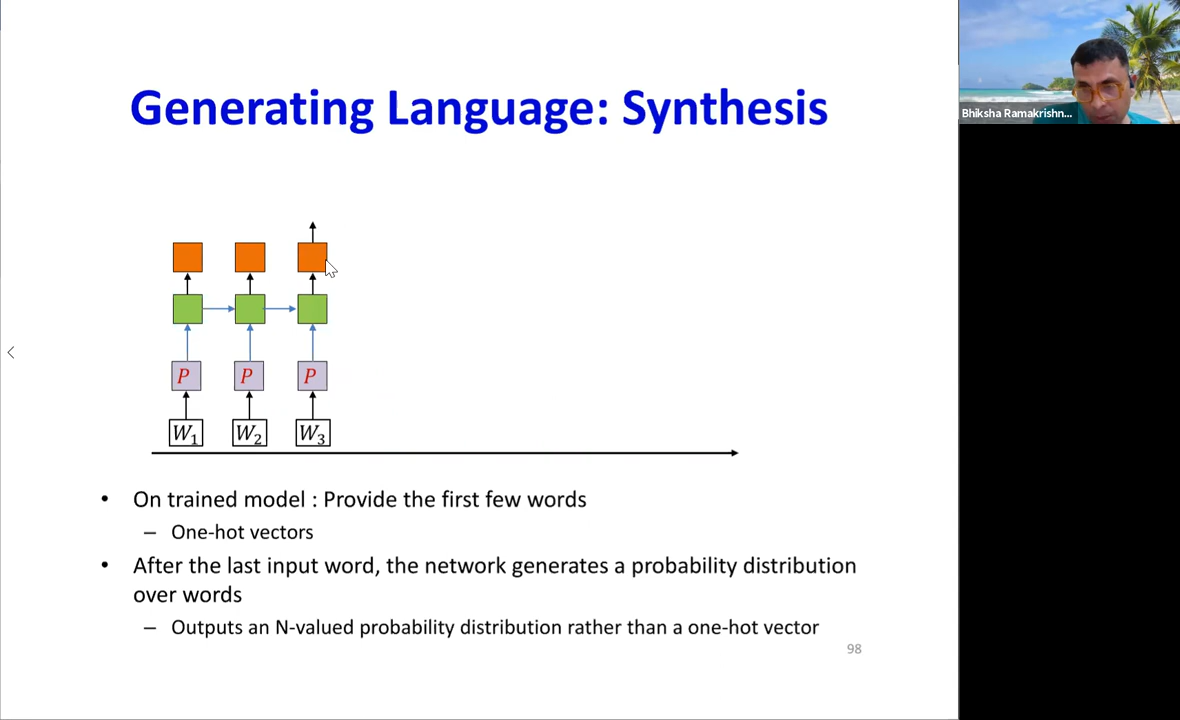 Generating Language: Synthesis
Bhiksha Ramakrishn...
P P P
W1 W2 W3
• On trained model : Provide the first few words
– One-hot vectors
• After the last input word, the network generates a probability distribution
over words
– Outputs an N-valued probability distribution rather than a one-hot vector
98